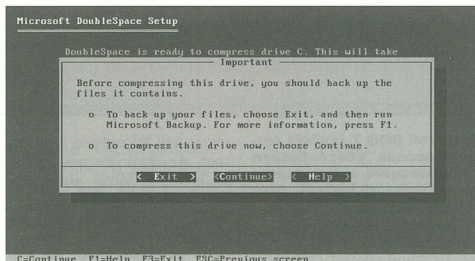 Microsoft DoubleSpace Setup
DoubleSpace is ready to compress drive C. This will take
Important
Before compressing this drive, you should back up the
files it contains.
o To back up your files, choose Exit, and then run
Microsoft Backup. For more information, press F1.
o To compress this drive now, choose Continue.
< Exit > <Continue> < Help >
C=Continue F1=Help F3=Exit ESC=Previous screen